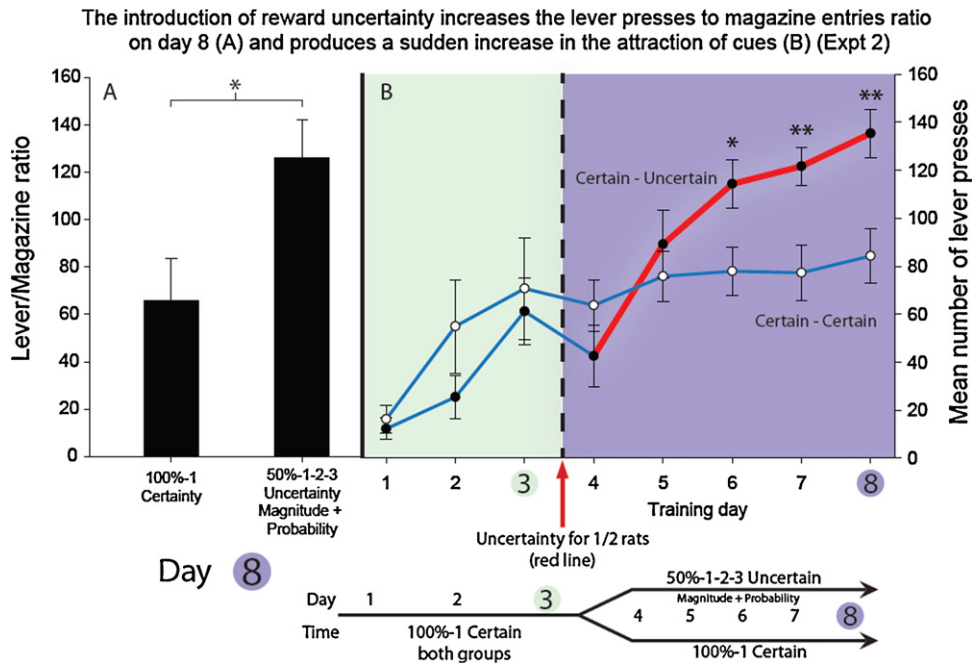 The introduction of reward uncertainty increases the lever presses to magazine entries ratio
on day 8 (A) and produces a sudden increase in the attraction of cues (B) (Expt 2)
A
B
Lever/Magazine ratio
160
140
120
100
80
60
40
20
0
*
100%-1
Certainty
50%-1-2-3
Uncertainty
Magnitude +
Probability
Day 8
Certain - Uncertain
Certain - Certain
*
**
**
1 2 3 4 5 6 7 8
Training day
160
140
120
100
80
60
40
20
0
Mean number of lever presses
Uncertainty for 1/2 rats
(red line)
50%-1-2-3 Uncertain
Magnitude + Probability
Day 1 2 3 4 5 6 7 8
Time
100%-1 Certain
both groups
100%-1 Certain